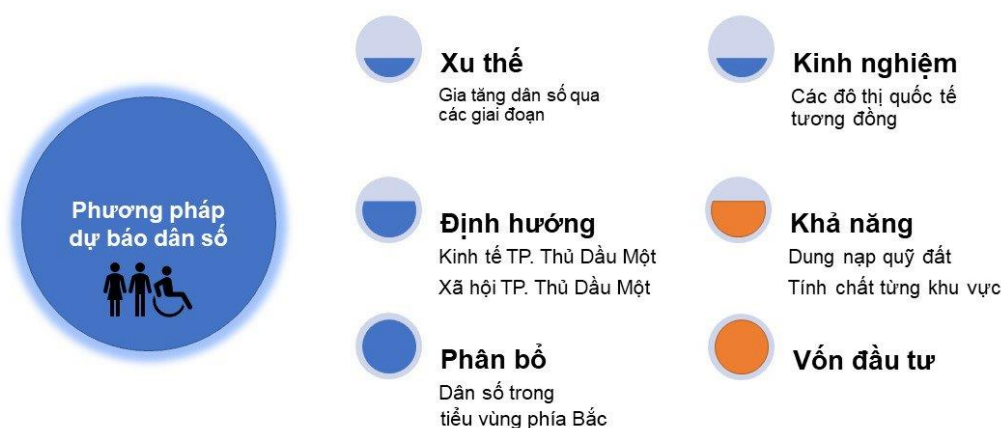 Phương pháp
dự báo dân số
Xu thế
Gia tăng dân số qua
các giai đoạn
Kinh nghiệm
Các đô thị quốc tế
tương đồng
Định hướng
Kinh tế TP. Thủ Dầu Một
Xã hội TP. Thủ Dầu Một
Khả năng
Dung nạp quỹ đất
Tính chất từng khu vực
Phân bổ
Dân số trong
tiểu vùng phía Bắc
Vốn đầu tư